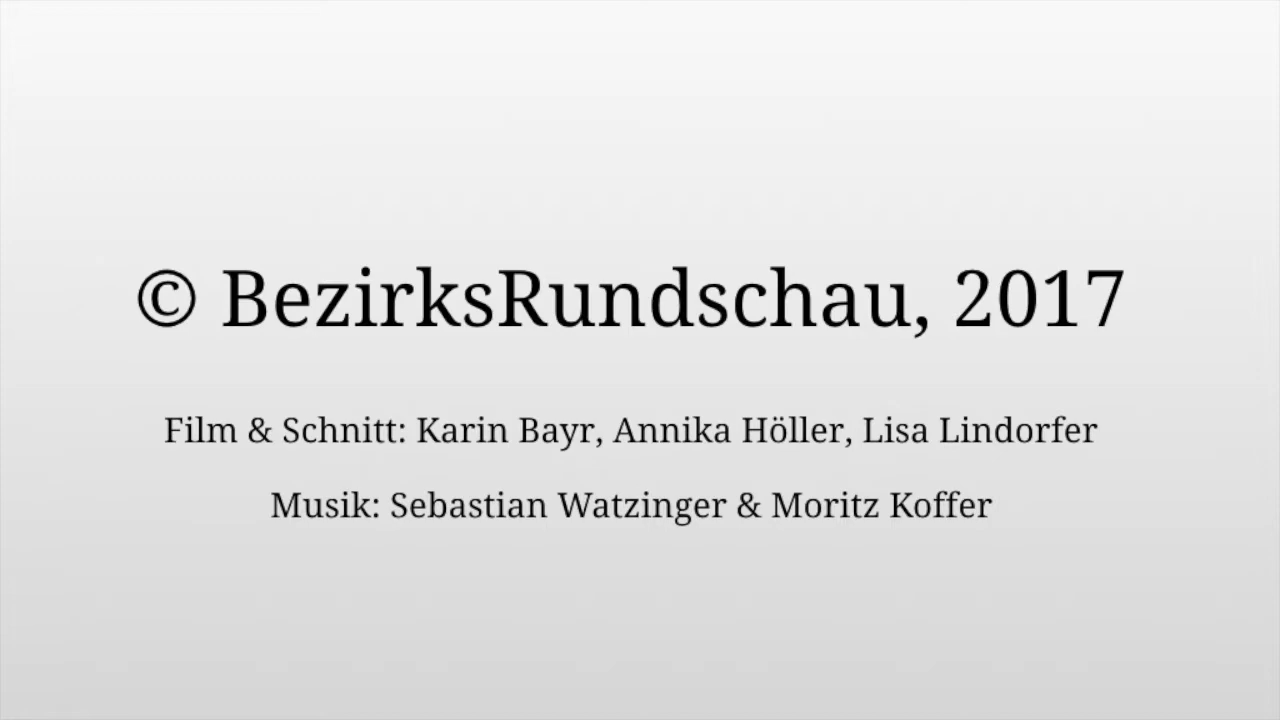 © BezirksRundschau, 2017
Film & Schnitt: Karin Bayr, Annika Höller, Lisa Lindorfer
Musik: Sebastian Watzinger & Moritz Koffer